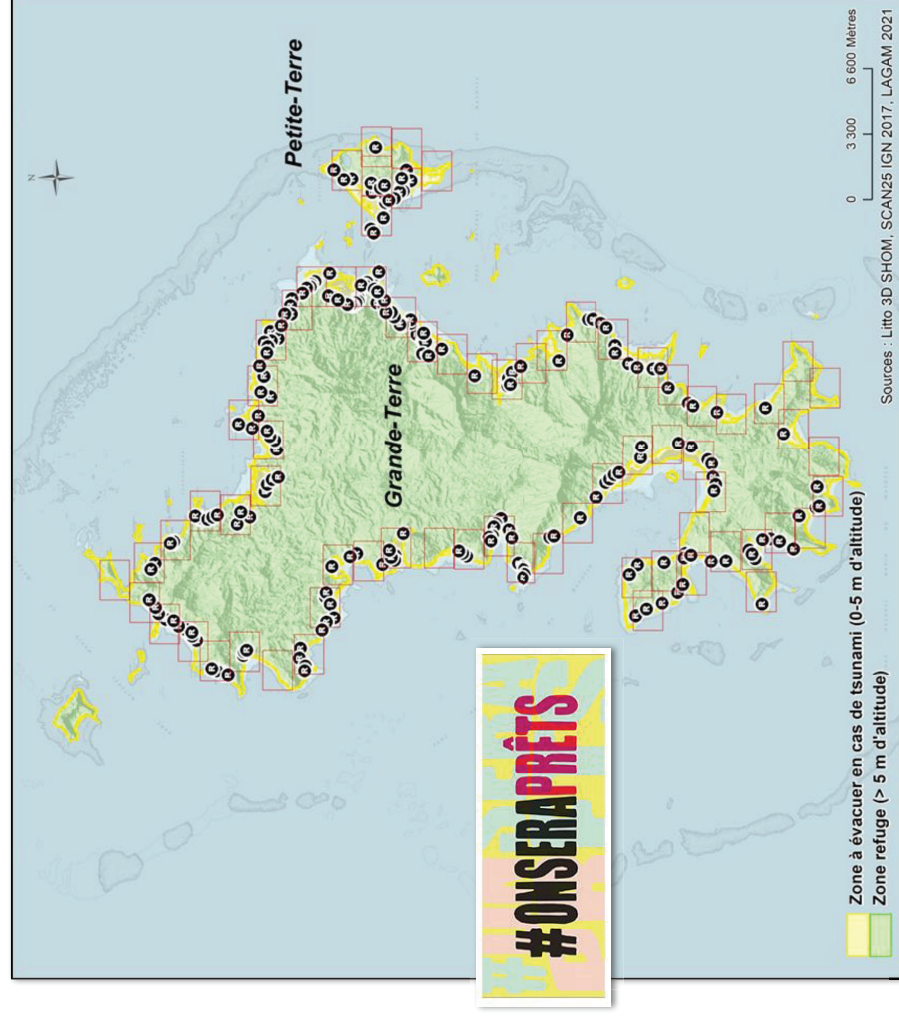 N
Petite-Terre
Grande-Terre
#ONSERAPRÊTS
Zone à évacuer en cas de tsunami (0-5 m d'altitude)
Zone refuge (> 5 m d'altitude)
0 3 300 6 600 Mètres
Sources : Litto 3D SHOM, SCAN25 IGN 2017, LAGAM 2021